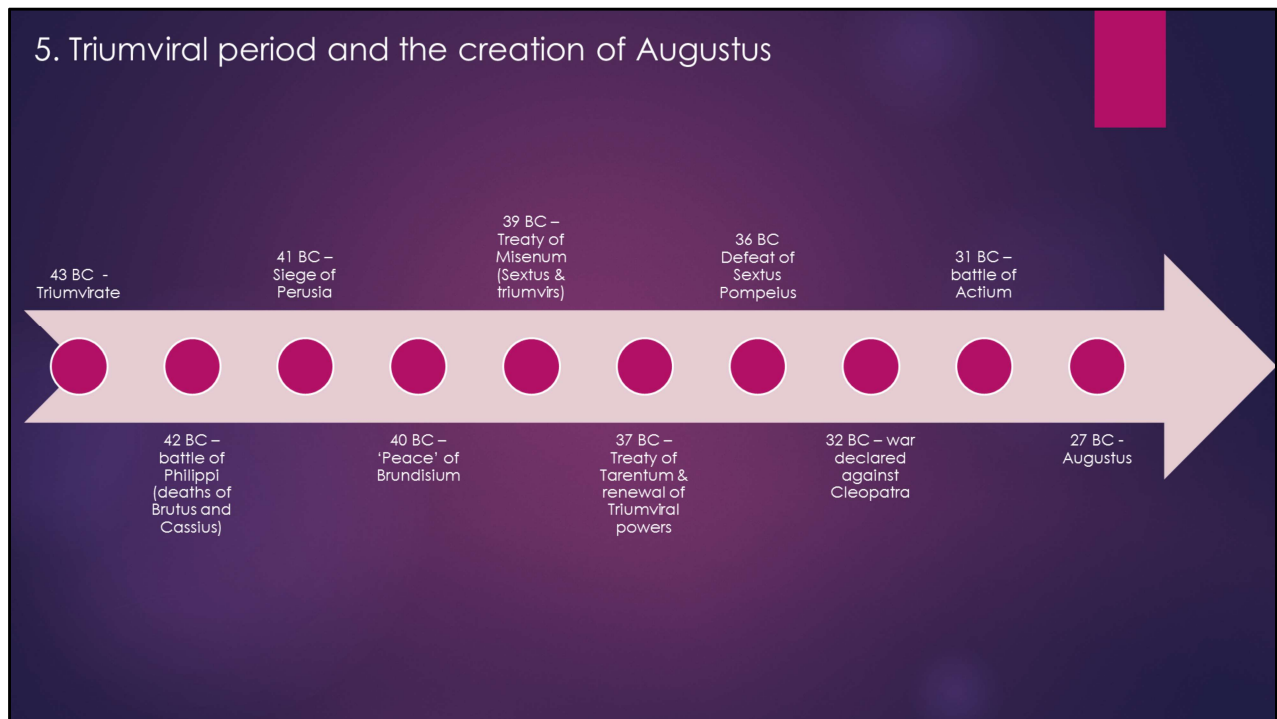 5. Triumviral period and the creation of Augustus
43 BC  -
Triumvirate
42 BC –
battle of
Philippi
(deaths of
Brutus and
Cassius)
41 BC –
Siege of
Perusia
40 BC –
‘Peace’ of
Brundisium
39 BC –
Treaty of
Misenum
(Sextus &
triumvirs)
37 BC –
Treaty of
Tarentum &
renewal of
Triumviral
powers
36 BC
Defeat of
Sextus
Pompeius
32 BC – war
declared
against
Cleopatra
31 BC –
battle of
Actium
27 BC -
Augustus